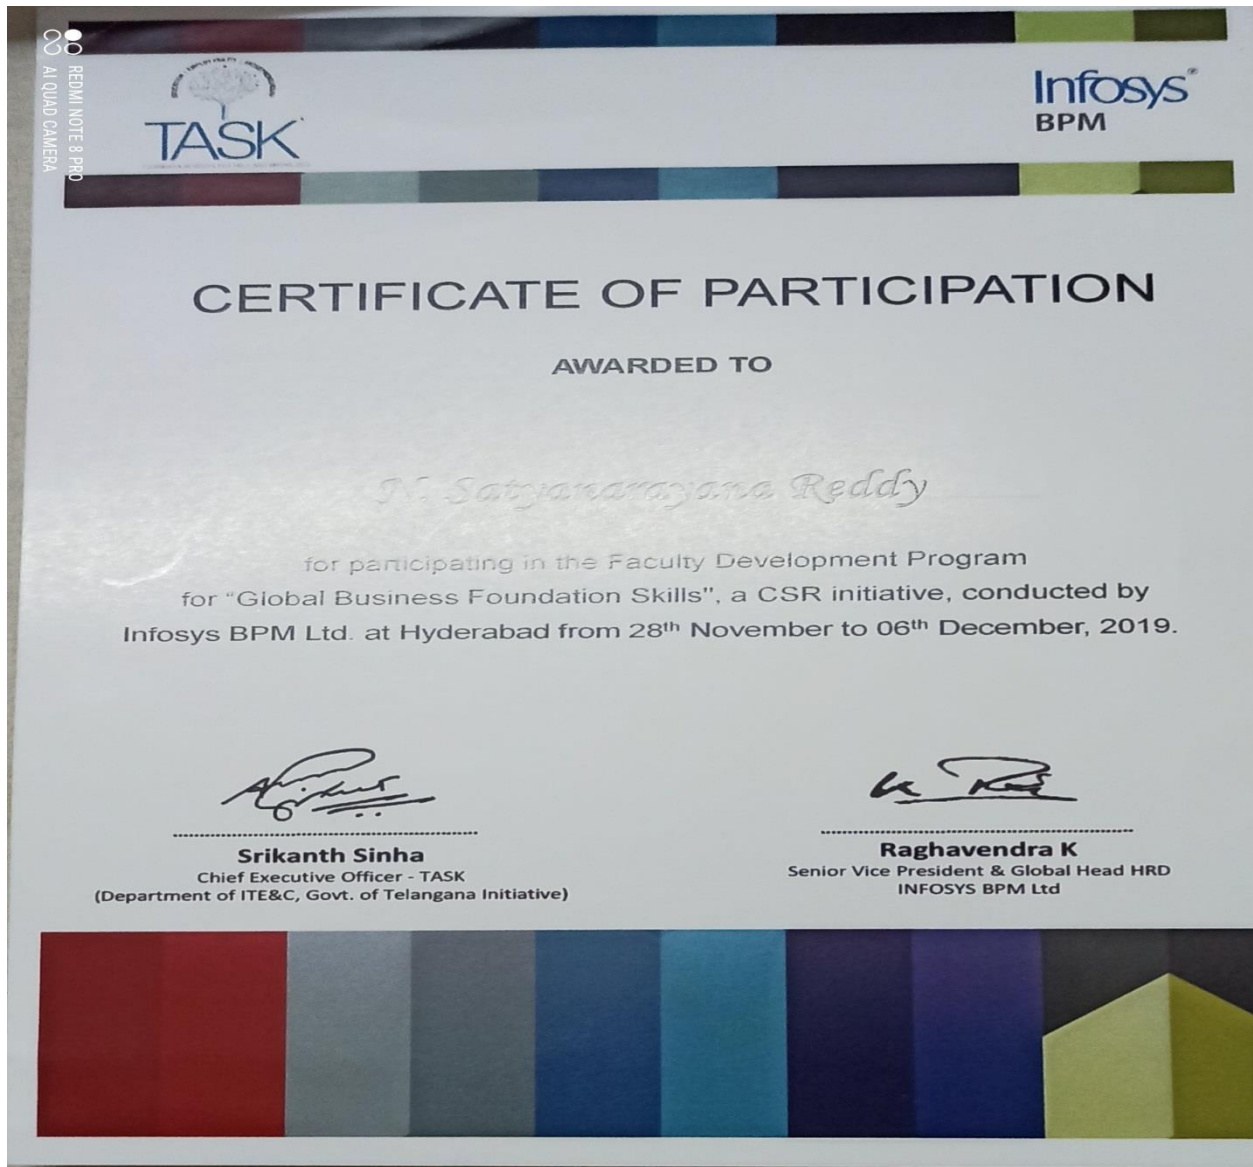 TASK
Infosys®
BPM
CERTIFICATE OF PARTICIPATION
AWARDED TO
N. Satyanarayana Reddy
for participating in the Faculty Development Program
for "Global Business Foundation Skills", a CSR initiative, conducted by
Infosys BPM Ltd. at Hyderabad from 28th November to 06th December, 2019.
Srikanth Sinha
Chief Executive Officer - TASK
(Department of ITE&C, Govt. of Telangana Initiative)
Raghavendra K
Senior Vice President & Global Head HRD
INFOSYS BPM Ltd
REDMI NOTE 8 PRO
AI QUAD CAMERA